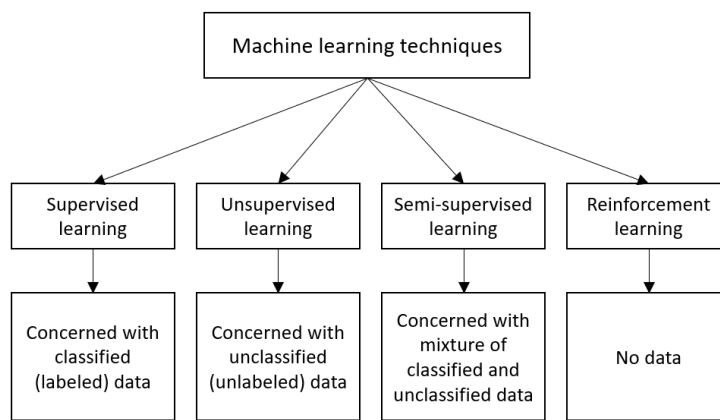 Machine learning techniques
Supervised
learning
Unsupervised
learning
Semi-supervised
learning
Reinforcement
learning
Concerned with
classified
(labeled) data
Concerned with
unclassified
(unlabeled) data
Concerned with
mixture of
classified and
unclassified data
No data